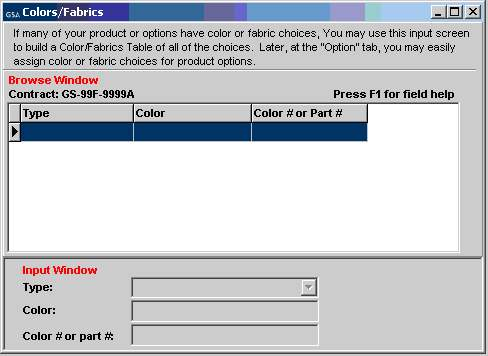 GSA Colors/Fabrics
If many of your product or options have color or fabric choices, You may use this input screen
to build a Color/Fabrics Table of all of the choices. Later, at the "Option" tab, you may easily
assign color or fabric choices for product options.
Browse Window
Contract: GS-99F-9999A Press F1 for field help
Type Color Color # or Part #
Input Window
Type:
Color:
Color # or part #: